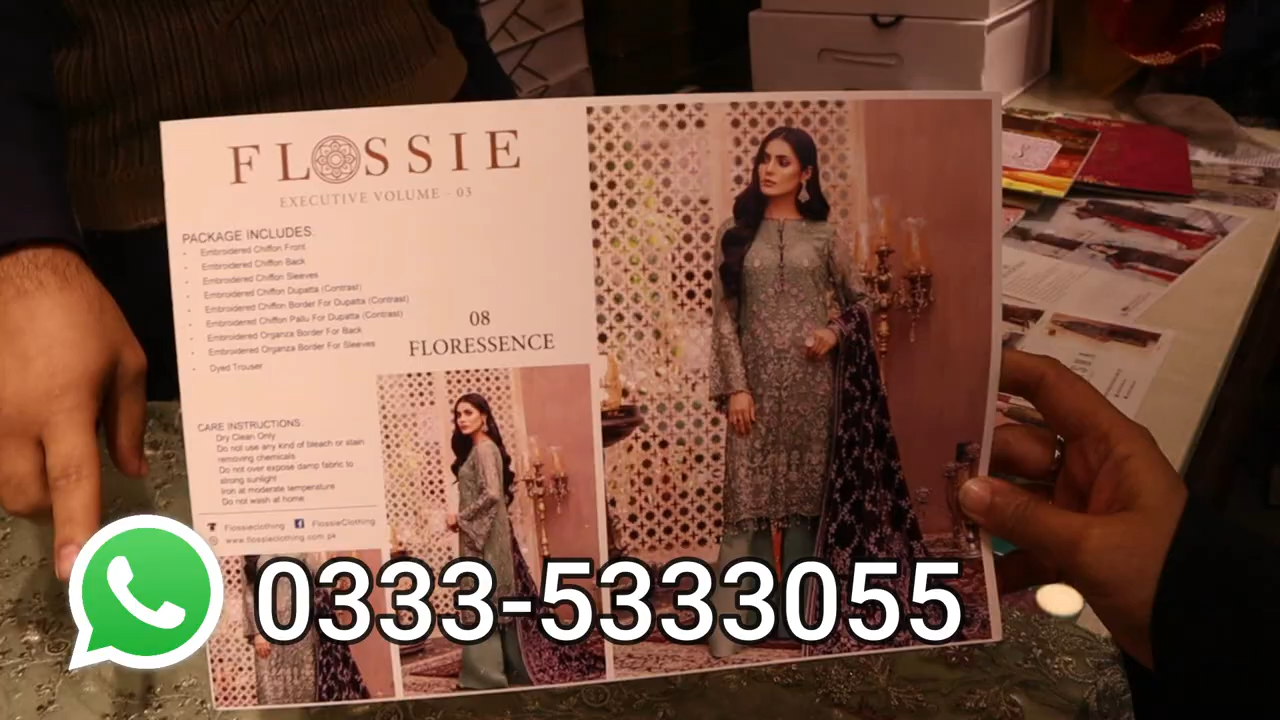 FLOSSIE
EXECUTIVE VOLUME - 03
PACKAGE INCLUDES:
- Embroidered Chiffon Front
- Embroidered Chiffon Back
- Embroidered Chiffon Sleeves
- Embroidered Chiffon Dupatta (Contrast)
- Embroidered Chiffon Border For Dupatta (Contrast)
- Embroidered Chiffon Pallu For Dupatta (Contrast)
- Embroidered Organza Border For Back
- Embroidered Organza Border For Sleeves
- Dyed Trouser
08
FLORESSENCE
CARE INSTRUCTIONS:
Dry Clean Only
Do not use any kind of bleach or stain
removing chemicals
Do not over expose damp fabric to
strong sunlight
Iron at moderate temperature
Do not wash at home
Flossieclothing FlossieClothing
www.flossieclothing.com.pk
0333-5333055